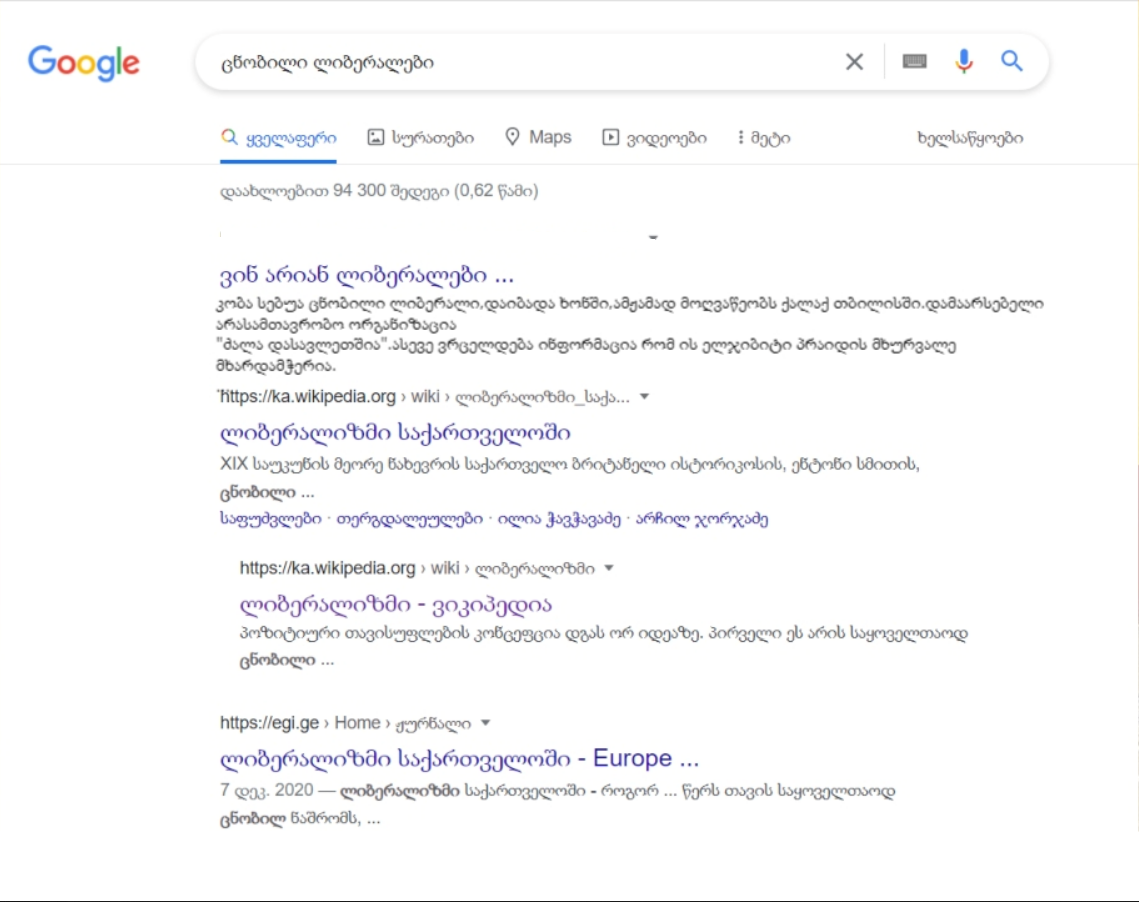 Google
ცნობილი ლიბერალები
ყველაფერი სურათები Maps ვიდეოები მეტი ხელსაწყოები
დაახლოებით 94 300 შედეგი (0,62 წამი)
ვინ არიან ლიბერალები ...
კობა სებუა ცნობილი ლიბერალი,დაიბადა ხონში,ამჟამად მოღვაწეობს ქალაქ თბილისში.დამაარსებელი
არასამთავრობო ორგანიზაცია
"ძალა დასავლეთშია".ასევე ვრცელდება ინფორმაცია რომ ის ელჯიბიტი პრაიდის მხურვალე
მხარდამჭერია.
https://ka.wikipedia.org › wiki › ლიბერალიზმი_საქა...
ლიბერალიზმი საქართველოში
XIX საუკუნის მეორე ნახევრის საქართველო ბრიტანელი ისტორიკოსის, ენტონი სმითის,
ცნობილი ...
საფუძვლები · თერგდალეულები · ილია ჭავჭავაძე · არჩილ ჯორჯაძე
https://ka.wikipedia.org › wiki › ლიბერალიზმი
ლიბერალიზმი - ვიკიპედია
პოზიტიური თავისუფლების კონცეფცია დგას ორ იდეაზე. პირველი ეს არის საყოველთაოდ
ცნობილი ...
https://egi.ge › Home › ჟურნალი
ლიბერალიზმი საქართველოში - Europe ...
7 დეკ. 2020 — ლიბერალიზმი საქართველოში - როგორ ... წერს თავის საყოველთაოდ
ცნობილ ნაშრომს, ...